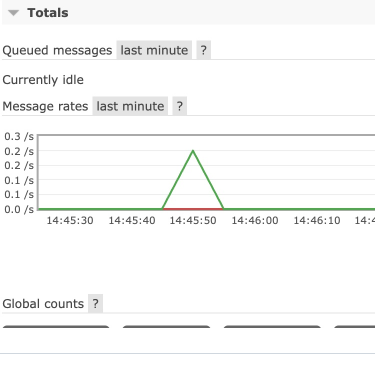 Totals
Queued messages last minute ?
Currently idle
Message rates last minute ?
0.3 /s
0.2 /s
0.2 /s
0.1 /s
0.1 /s
0.0 /s
14:45:30 14:45:40 14:45:50 14:46:00 14:46:10 14:4
Global counts ?